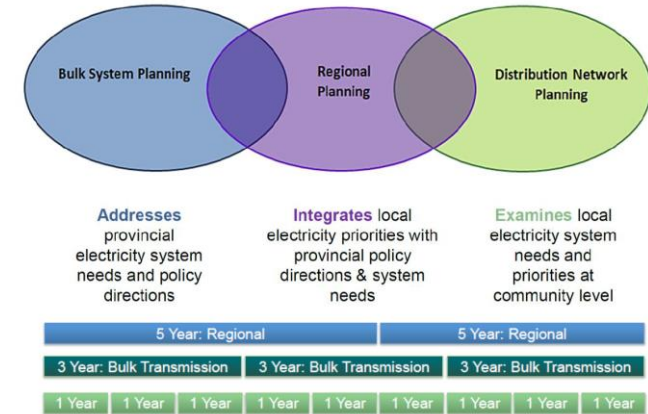 Bulk System Planning
Regional
Planning
Distribution Network
Planning
Addresses
provincial
electricity system
needs and policy
directions
Integrates local
electricity priorities with
provincial policy
directions & system
needs
Examines local
electricity system
needs and
priorities at
community level
5 Year: Regional
5 Year: Regional
3 Year: Bulk Transmission
3 Year: Bulk Transmission
3 Year: Bulk Transmission
1 Year
1 Year
1 Year
1 Year
1 Year
1 Year
1 Year
1 Year
1 Year